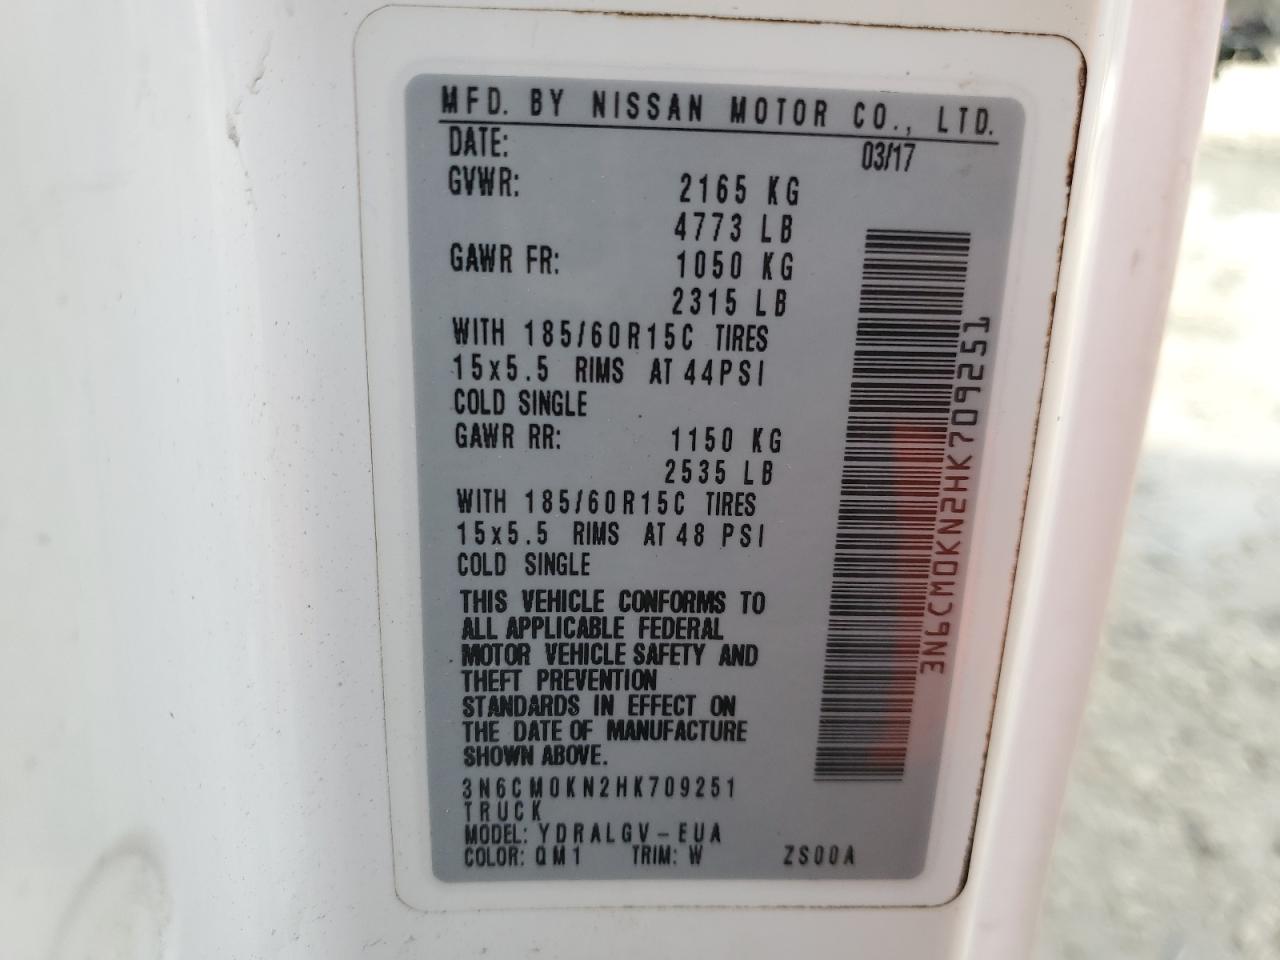 MFD. BY NISSAN MOTOR CO., LTD.
DATE: 03/17
GVWR: 2165 KG
4773 LB
GAWR FR: 1050 KG
2315 LB
WITH 185/60R15C TIRES
15x5.5 RIMS AT 44PSI
COLD SINGLE
GAWR RR: 1150 KG
2535 LB
WITH 185/60R15C TIRES
15x5.5 RIMS AT 48 PSI
COLD SINGLE
THIS VEHICLE CONFORMS TO
ALL APPLICABLE FEDERAL
MOTOR VEHICLE SAFETY AND
THEFT PREVENTION
STANDARDS IN EFFECT ON
THE DATE OF MANUFACTURE
SHOWN ABOVE.
3N6CM0KN2HK709251
TRUCK
MODEL: YDRALGV-EUA
COLOR: QM1 TRIM: W ZS00A
3N6CM0KN2HK709251